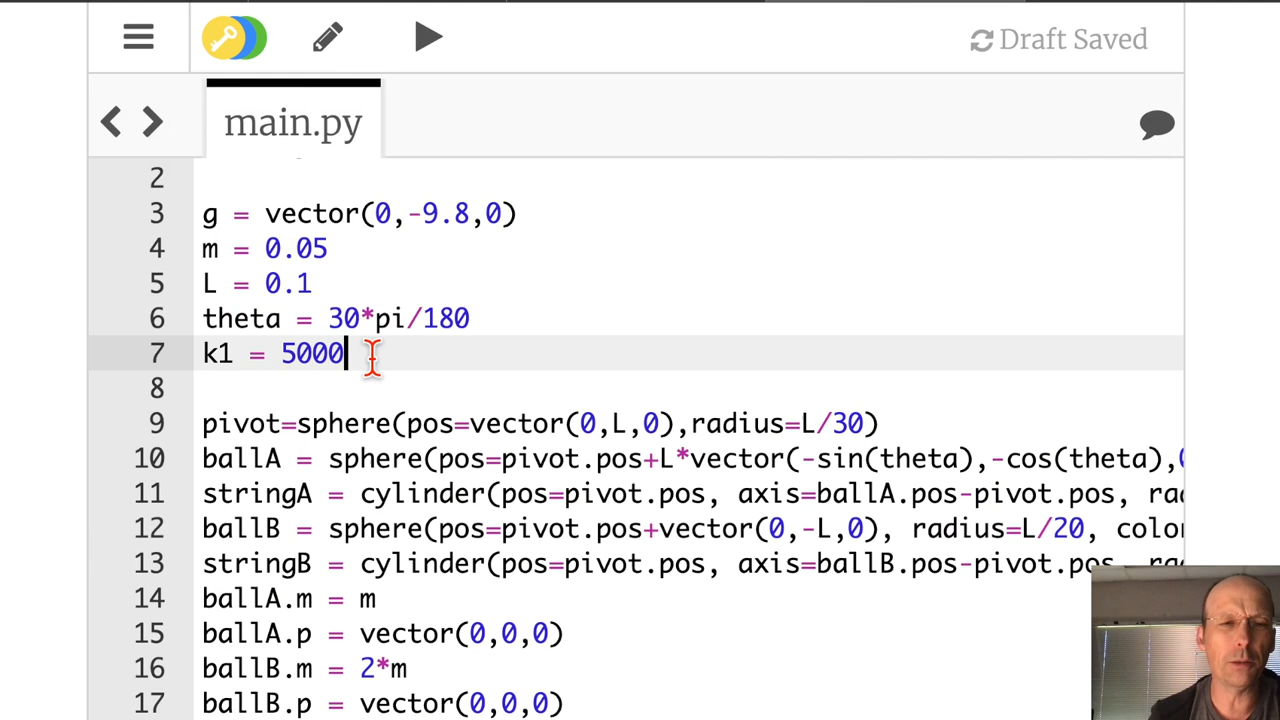 Draft Saved
main.py
2
3 g = vector(0,-9.8,0)
4 m = 0.05
5 L = 0.1
6 theta = 30*pi/180
7 k1 = 5000
8
9 pivot=sphere(pos=vector(0,L,0),radius=L/30)
10 ballA = sphere(pos=pivot.pos+L*vector(-sin(theta),-cos(theta),
11 stringA = cylinder(pos=pivot.pos, axis=ballA.pos-pivot.pos,
12 ballB = sphere(pos=pivot.pos+vector(0,-L,0), radius=L/20,
13 stringB = cylinder(pos=pivot.pos, axis=ballB.pos-pivot.pos,
14 ballA.m = m
15 ballA.p = vector(0,0,0)
16 ballB.m = 2*m
17 ballB.p = vector(0,0,0)